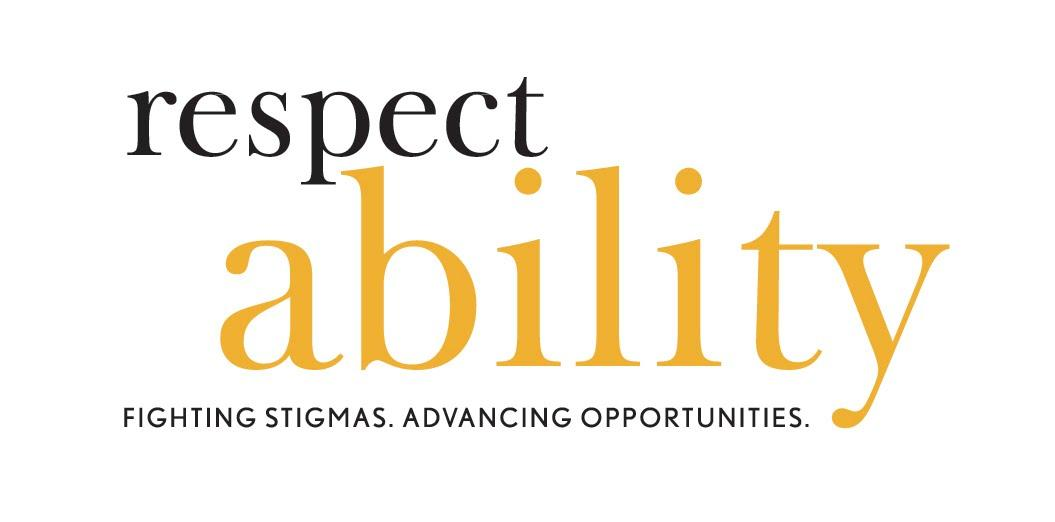 respect
ability
FIGHTING STIGMAS. ADVANCING OPPORTUNITIES.